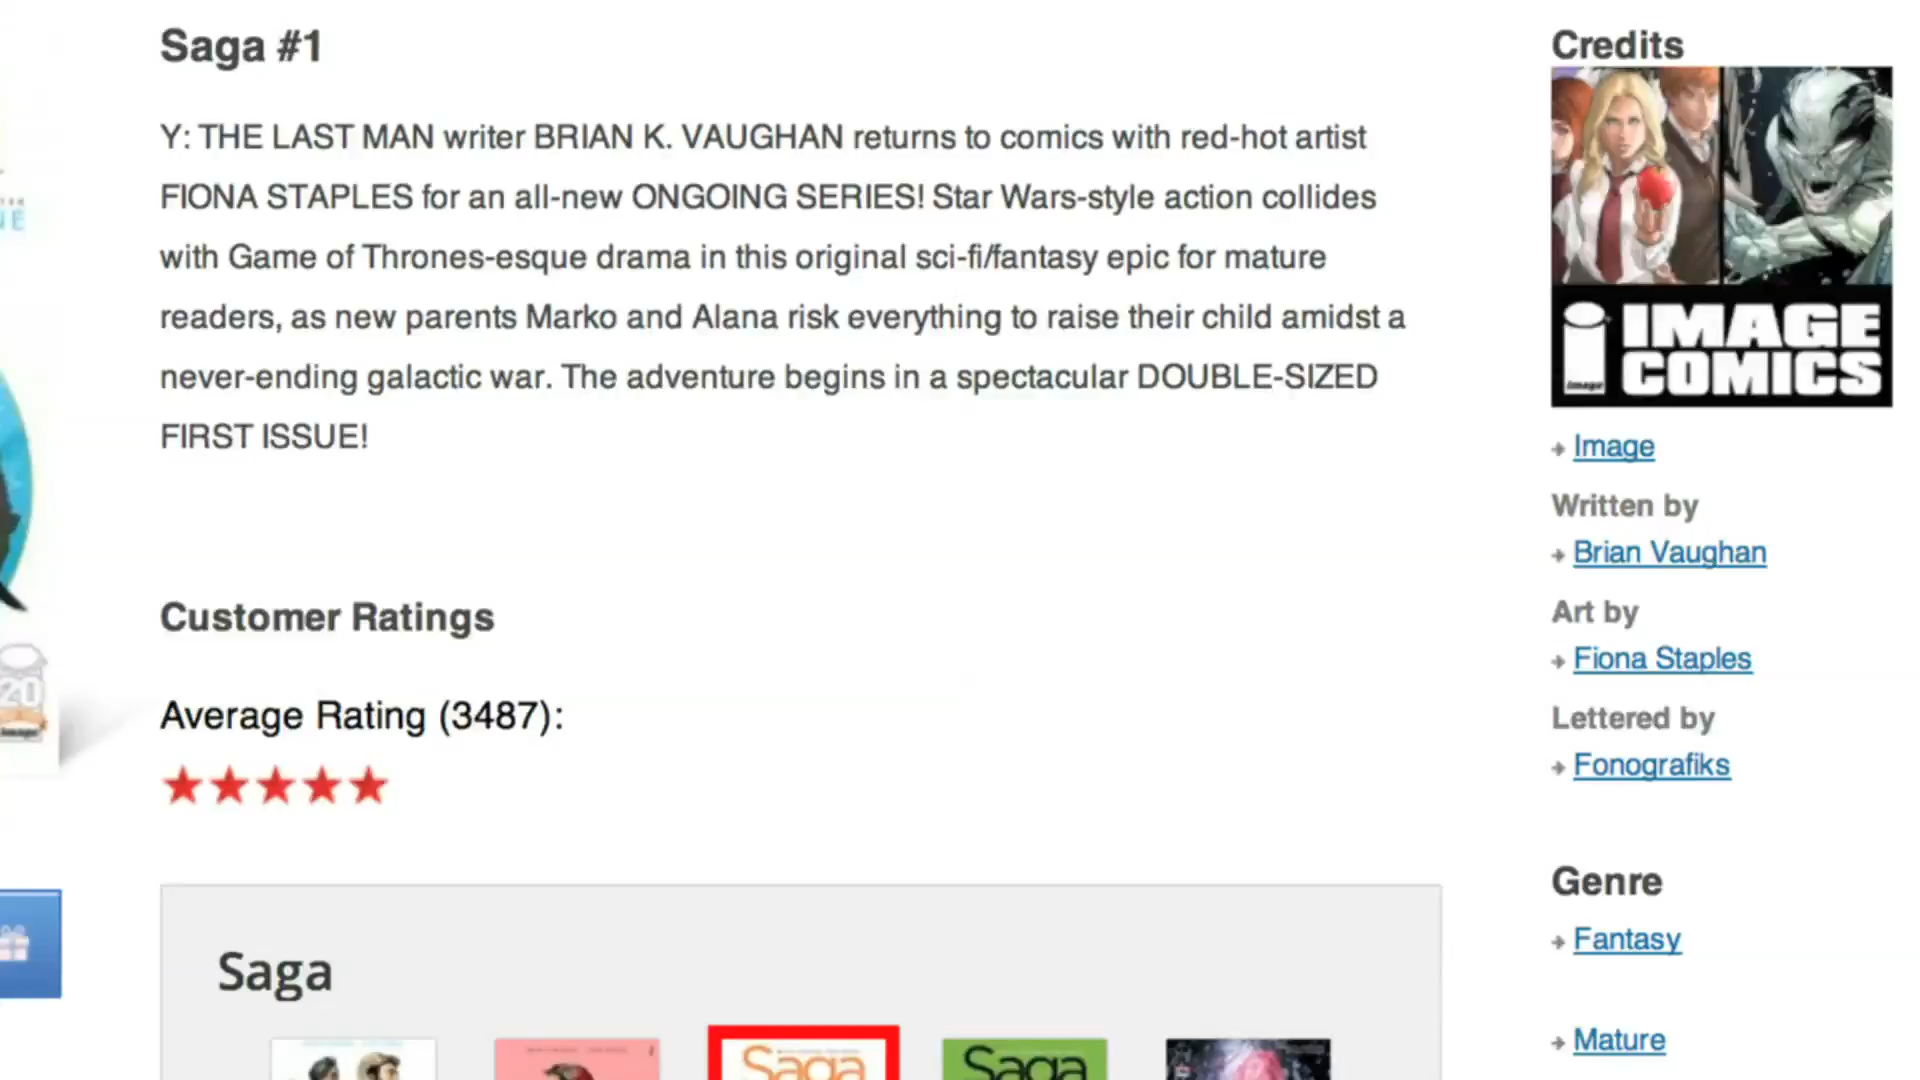 Saga #1
Y: THE LAST MAN writer BRIAN K. VAUGHAN returns to comics with red-hot artist
FIONA STAPLES for an all-new ONGOING SERIES! Star Wars-style action collides
with Game of Thrones-esque drama in this original sci-fi/fantasy epic for mature
readers, as new parents Marko and Alana risk everything to raise their child amidst a
never-ending galactic war. The adventure begins in a spectacular DOUBLE-SIZED
FIRST ISSUE!
Customer Ratings
Average Rating (3487):
Saga
Saga
Saga
20
image
Credits
image
IMAGE
COMICS
Image
Written by
Brian Vaughan
Art by
Fiona Staples
Lettered by
Fonografiks
Genre
Fantasy
Mature